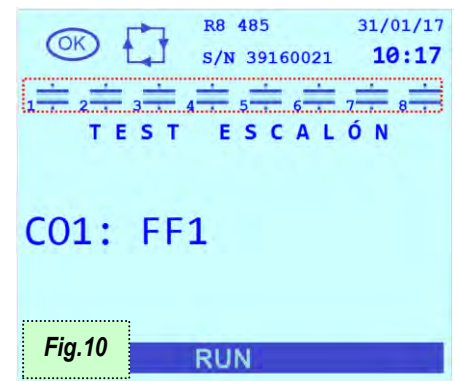 OK R8 485 31/01/17
S/N 39160021 10:17
1 2 3 4 5 6 7 8
TEST ESCALÓN
CO1: FF1
Fig.10 RUN